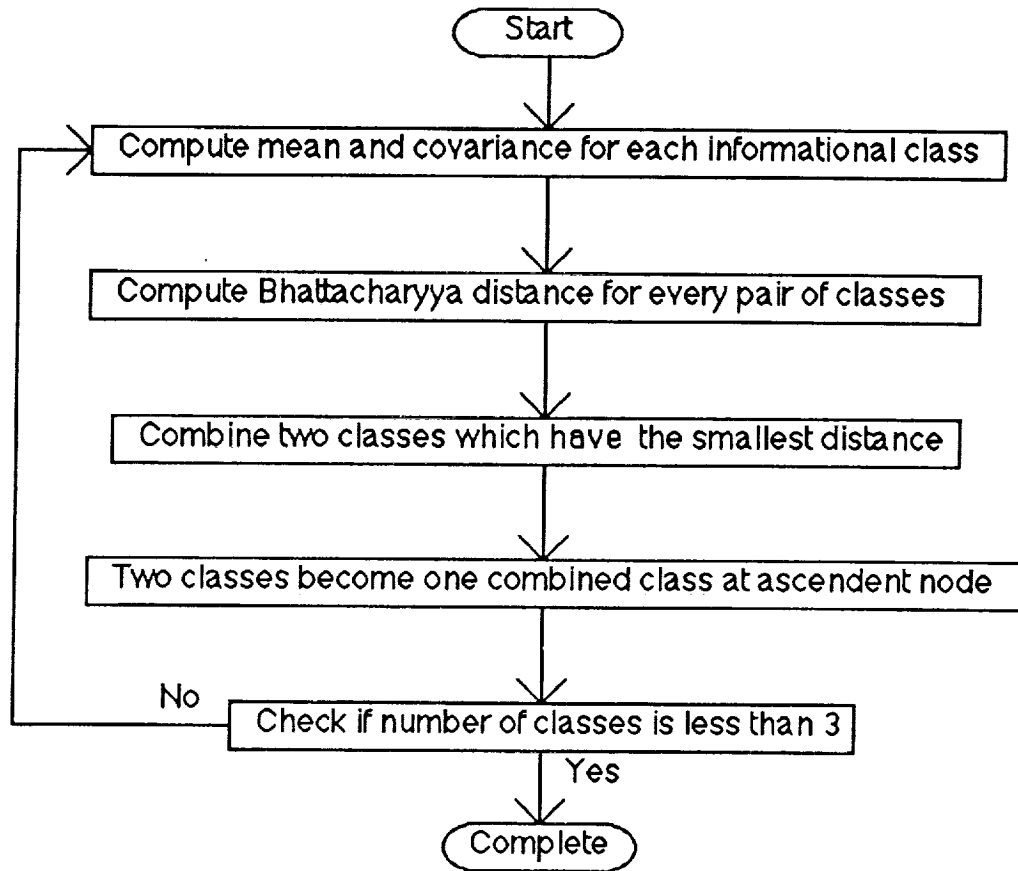 Start
Compute mean and covariance for each informational class
Compute Bhattacharyya distance for every pair of classes
Combine two classes which have the smallest distance
Two classes become one combined class at ascendent node
No
Check if number of classes is less than 3
Yes
Complete